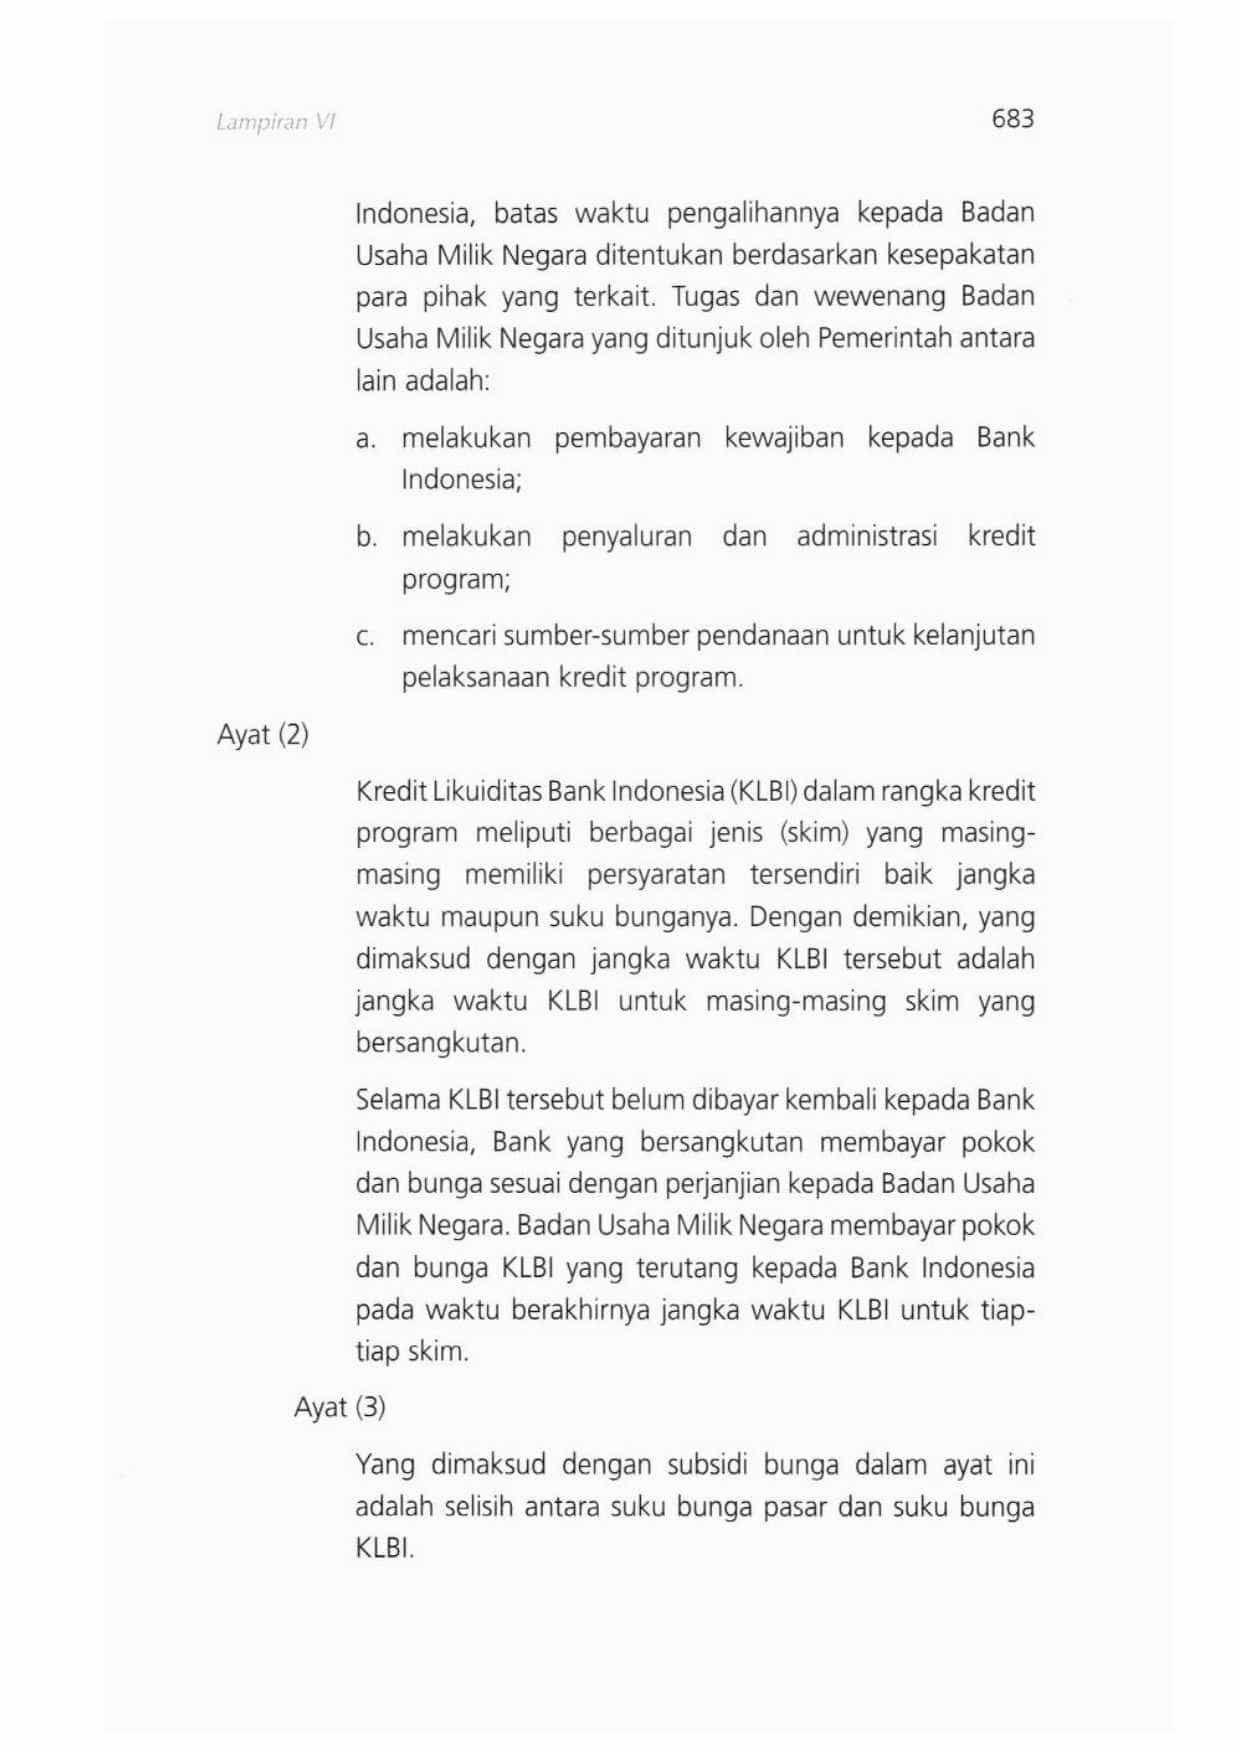 Lampiran VI
683
Indonesia, batas waktu pengalihannya kepada Badan
Usaha Milik Negara ditentukan berdasarkan kesepakatan
para pihak yang terkait. Tugas dan wewenang Badan
Usaha Milik Negara yang ditunjuk oleh Pemerintah antara
lain adalah:
a. melakukan pembayaran kewajiban kepada Bank
Indonesia;
b. melakukan penyaluran dan administrasi kredit
program;
c. mencari sumber-sumber pendanaan untuk kelanjutan
pelaksanaan kredit program.
Ayat (2)
Kredit Likuiditas Bank Indonesia (KLBI) dalam rangka kredit
program meliputi berbagai jenis (skim) yang masing-
masing memiliki persyaratan tersendiri baik jangka
waktu maupun suku bunganya. Dengan demikian, yang
dimaksud dengan jangka waktu KLBI tersebut adalah
jangka waktu KLBI untuk masing-masing skim yang
bersangkutan.
Selama KLBI tersebut belum dibayar kembali kepada Bank
Indonesia, Bank yang bersangkutan membayar pokok
dan bunga sesuai dengan perjanjian kepada Badan Usaha
Milik Negara. Badan Usaha Milik Negara membayar pokok
dan bunga KLBI yang terutang kepada Bank Indonesia
pada waktu berakhirnya jangka waktu KLBI untuk tiap-
tiap skim.
Ayat (3)
Yang dimaksud dengan subsidi bunga dalam ayat ini
adalah selisih antara suku bunga pasar dan suku bunga
KLBI.